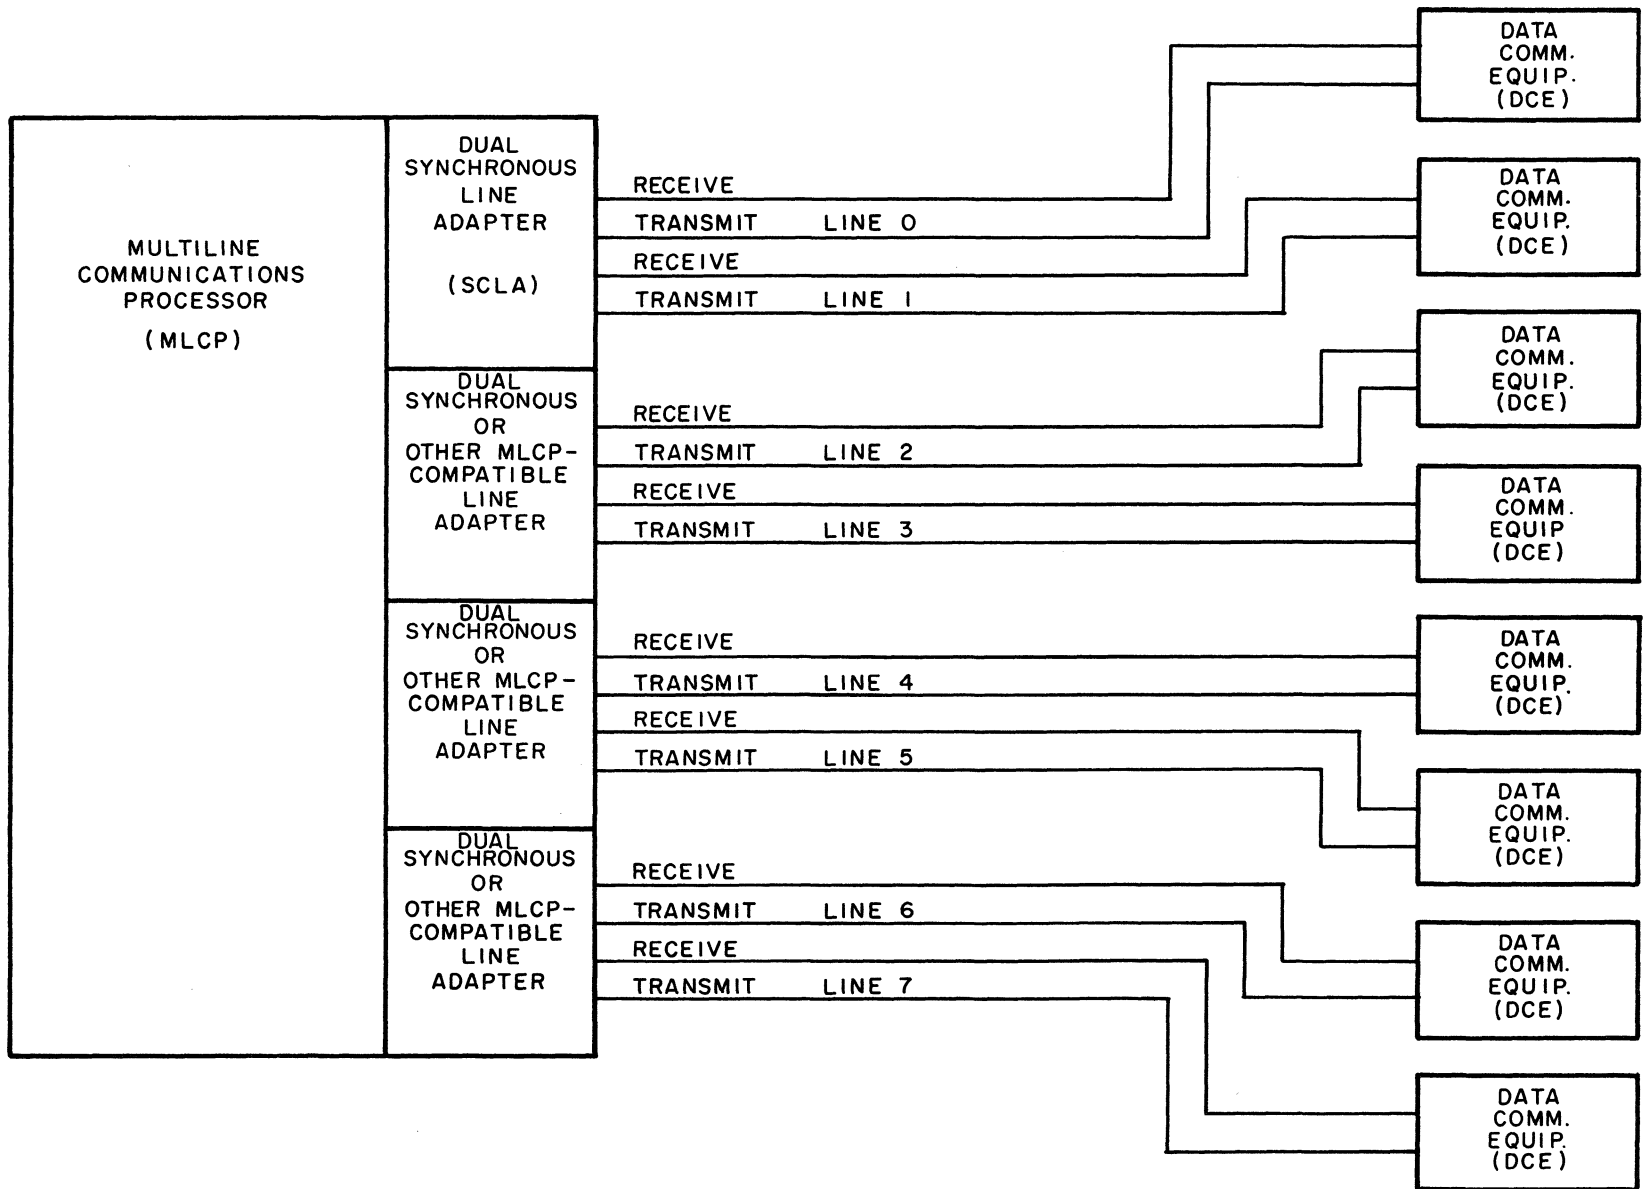 MULTILINE
COMMUNICATIONS
PROCESSOR
(MLCP)
DUAL
SYNCHRONOUS
LINE
ADAPTER
(SCLA)
DUAL
SYNCHRONOUS
OR
OTHER MLCP-
COMPATIBLE
LINE
ADAPTER
DUAL
SYNCHRONOUS
OR
OTHER MLCP-
COMPATIBLE
LINE
ADAPTER
DUAL
SYNCHRONOUS
OR
OTHER MLCP-
COMPATIBLE
LINE
ADAPTER
RECEIVE
TRANSMIT LINE 0
RECEIVE
TRANSMIT LINE 1
RECEIVE
TRANSMIT LINE 2
RECEIVE
TRANSMIT LINE 3
RECEIVE
TRANSMIT LINE 4
RECEIVE
TRANSMIT LINE 5
RECEIVE
TRANSMIT LINE 6
RECEIVE
TRANSMIT LINE 7
DATA
COMM.
EQUIP.
(DCE)
DATA
COMM.
EQUIP.
(DCE)
DATA
COMM.
EQUIP.
(DCE)
DATA
COMM.
EQUIP
(DCE)
DATA
COMM.
EQUIP.
(DCE)
DATA
COMM.
EQUIP.
(DCE)
DATA
COMM.
EQUIP.
(DCE)
DATA
COMM.
EQUIP.
(DCE)